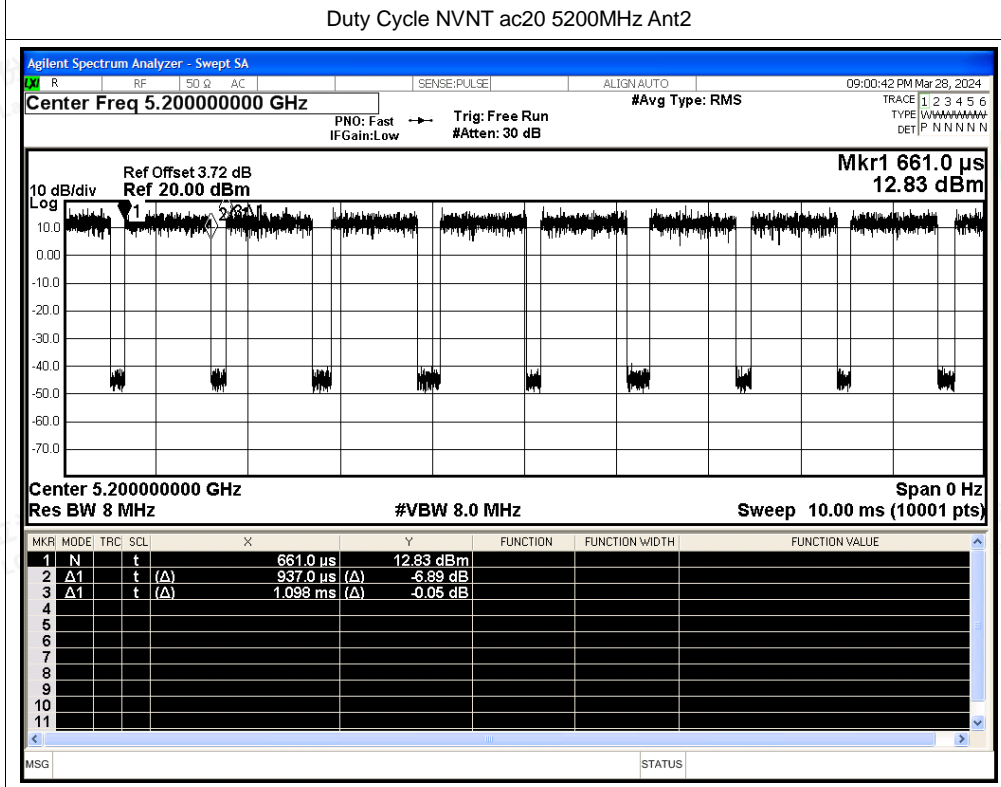 Duty Cycle NVNT ac20 5200MHz Ant2
Agilent Spectrum Analyzer - Swept SA
LXI R RF 50 Ω AC SENSE:PULSE ALIGN AUTO 09:00:42 PM Mar 28, 2024
Center Freq 5.200000000 GHz #Avg Type: RMS TRACE 1 2 3 4 5 6
PNO: Fast Trig: Free Run TYPE
IFGain:Low #Atten: 30 dB DET P N N N N N
Mkr1 661.0 µs
Ref Offset 3.72 dB
10 dB/div Ref 20.00 dBm 12.83 dBm
Log
1
10.0
0.00
-10.0
-20.0
-30.0
-40.0
-50.0
-60.0
-70.0
Center 5.200000000 GHz Span 0 Hz
Res BW 8 MHz #VBW 8.0 MHz Sweep 10.00 ms (10001 pts)
MKR MODE TRC SCL X Y FUNCTION FUNCTION WIDTH FUNCTION VALUE
1 N t 661.0 µs 12.83 dBm
2 Δ1 t (Δ) 937.0 µs (Δ) -6.89 dB
3 Δ1 t (Δ) 1.098 ms (Δ) -0.05 dB
4
5
6
7
8
9
10
11
MSG STATUS